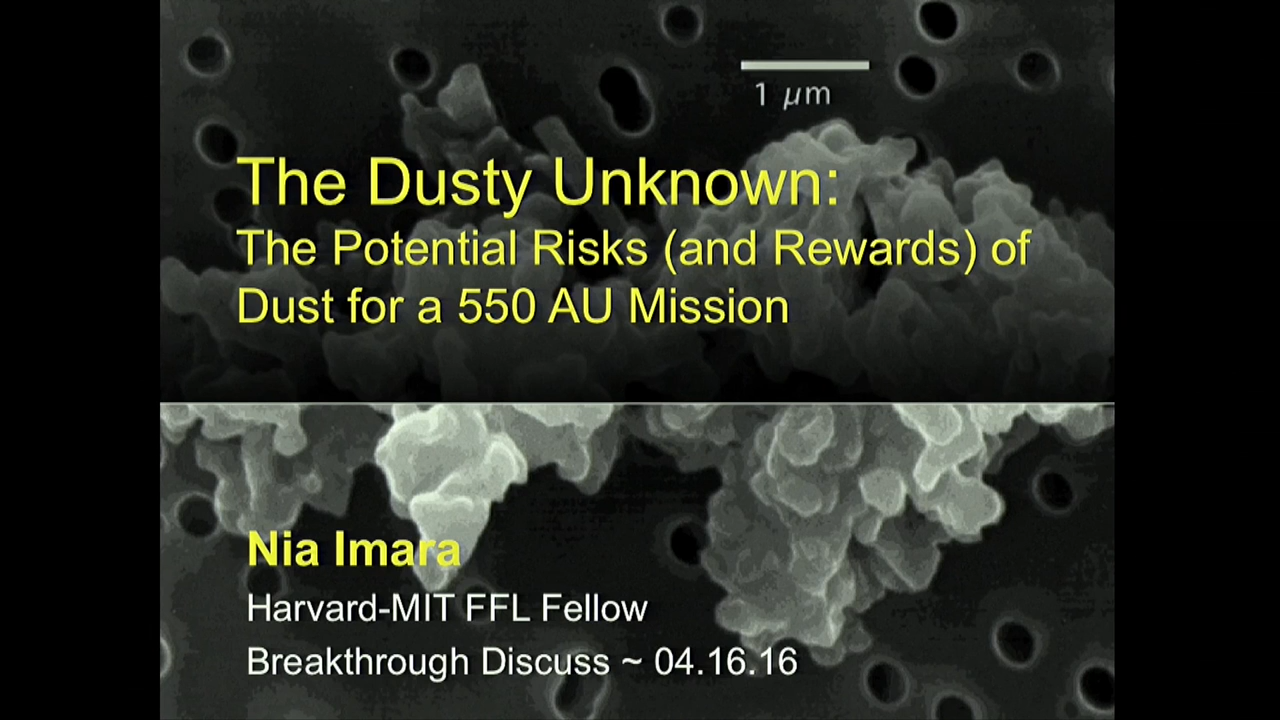 1 μm
The Dusty Unknown:
The Potential Risks (and Rewards) of
Dust for a 550 AU Mission
Nia Imara
Harvard-MIT FFL Fellow
Breakthrough Discuss ~ 04.16.16